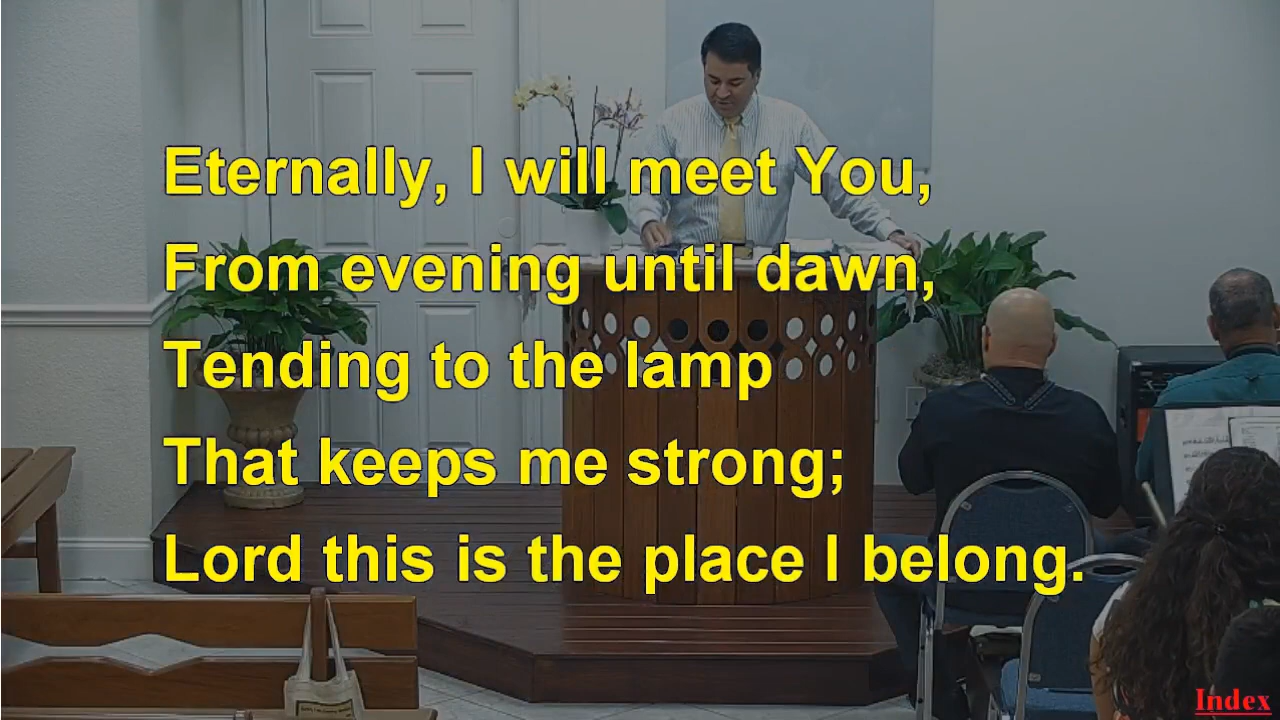 Eternally, I will meet You,
From evening until dawn,
Tending to the lamp
That keeps me strong;
Lord this is the place I belong.
Index